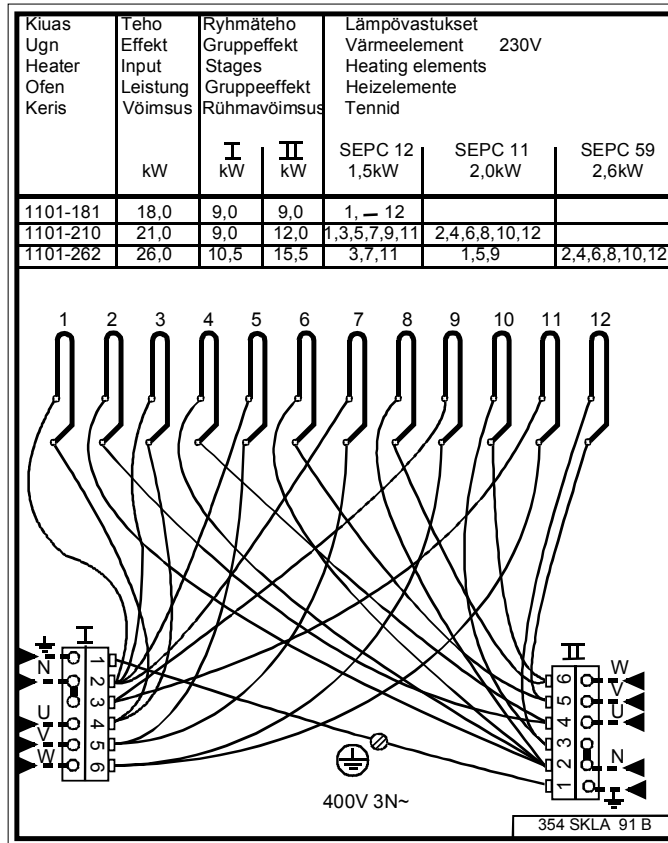 Kiuas Teho Ryhmäteho Lämpövastukset
Ugn Effekt Gruppeffekt Värmeelement 230V
Heater Input Stages Heating elements
Ofen Leistung Gruppeeffekt Heizelemente
Keris Vöimsus Rühmavöimsus Tennid
I II SEPC 12 SEPC 11 SEPC 59
kW kW kW 1,5kW 2,0kW 2,6kW
1101-181 18,0 9,0 9,0 1, — 12
1101-210 21,0 9,0 12,0 1,3,5,7,9,11 2,4,6,8,10,12
1101-262 26,0 10,5 15,5 3,7,11 1,5,9 2,4,6,8,10,12
1 2 3 4 5 6 7 8 9 10 11 12
I II
N U V W
1 2 3 4 5 6
6 5 4 3 2 1
W V U N
400V 3N~
354 SKLA 91 B